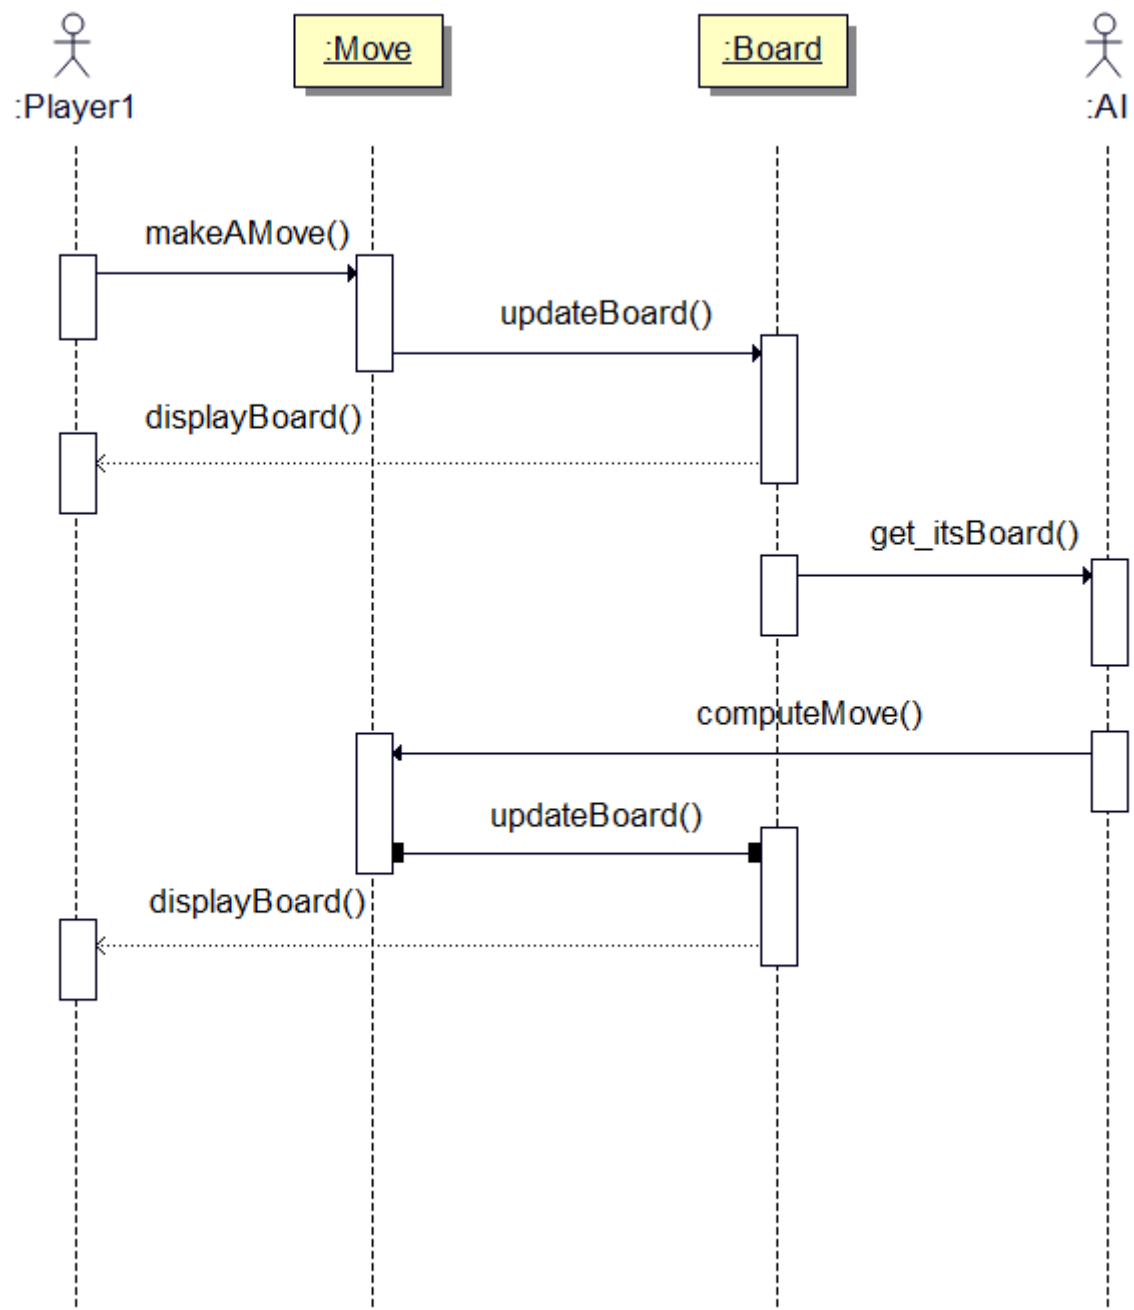 :Player1
:Move
:Board
:AI
makeAMove()
updateBoard()
displayBoard()
get_itsBoard()
computeMove()
updateBoard()
displayBoard()